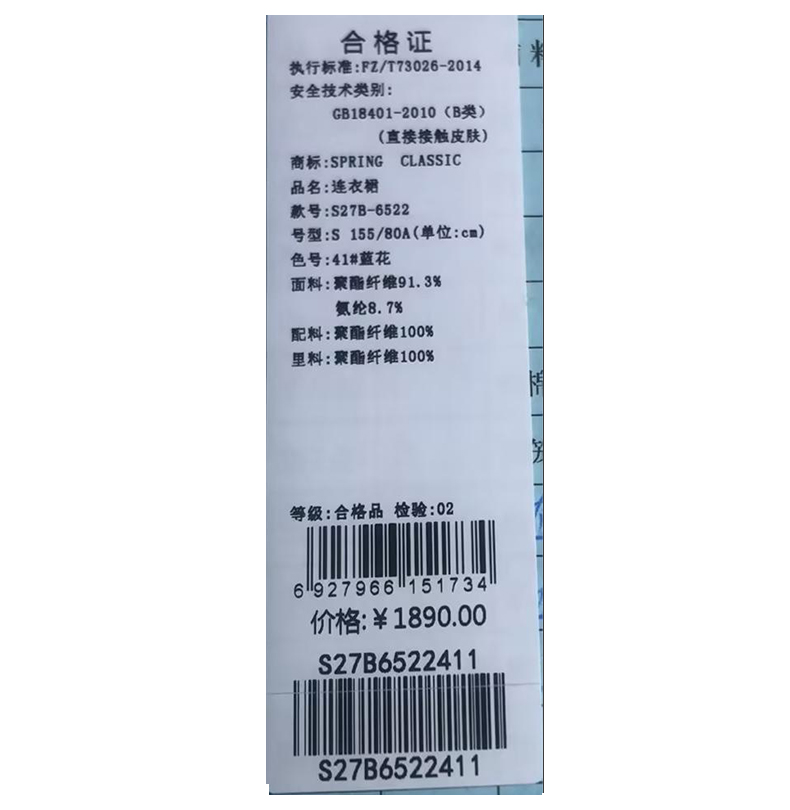 合格证
执行标准:FZ/T73026-2014
安全技术类别:
GB18401-2010（B类）
(直接接触皮肤)
商标:SPRING CLASSIC
品名:连衣裙
款号:S27B-6522
号型:S 155/80A(单位:cm)
色号:41#蓝花
面料:聚酯纤维91.3%
氨纶8.7%
配料:聚酯纤维100%
里料:聚酯纤维100%
等级:合格品 检验:02
6 927966 151734
价格:￥1890.00
S27B6522411
S27B6522411